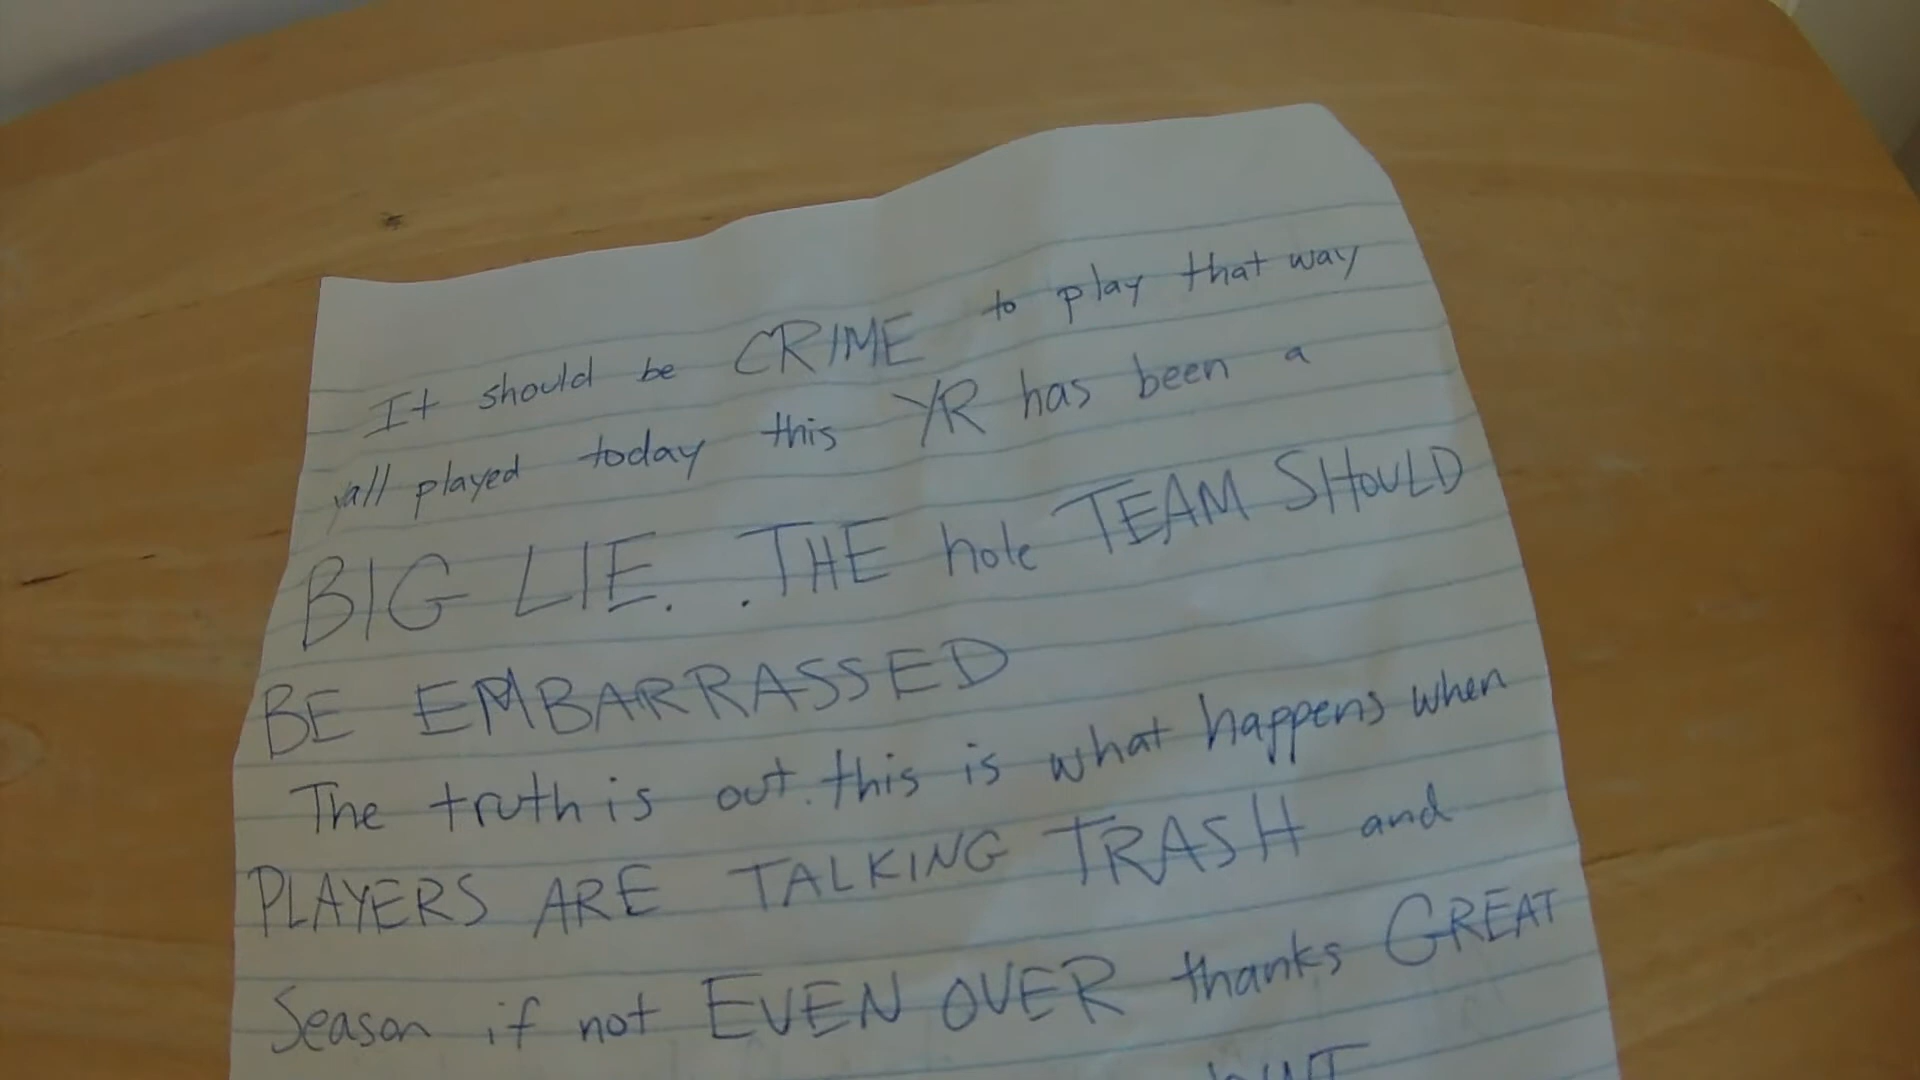 It should be CRIME to play that way
yall played today this YR has been a
BIG LIE. . THE hole TEAM SHOULD
BE EMBARRASSED
The truth is out. this is what happens when
PLAYERS ARE TALKING TRASH and
Season if not EVEN OVER thanks GREAT